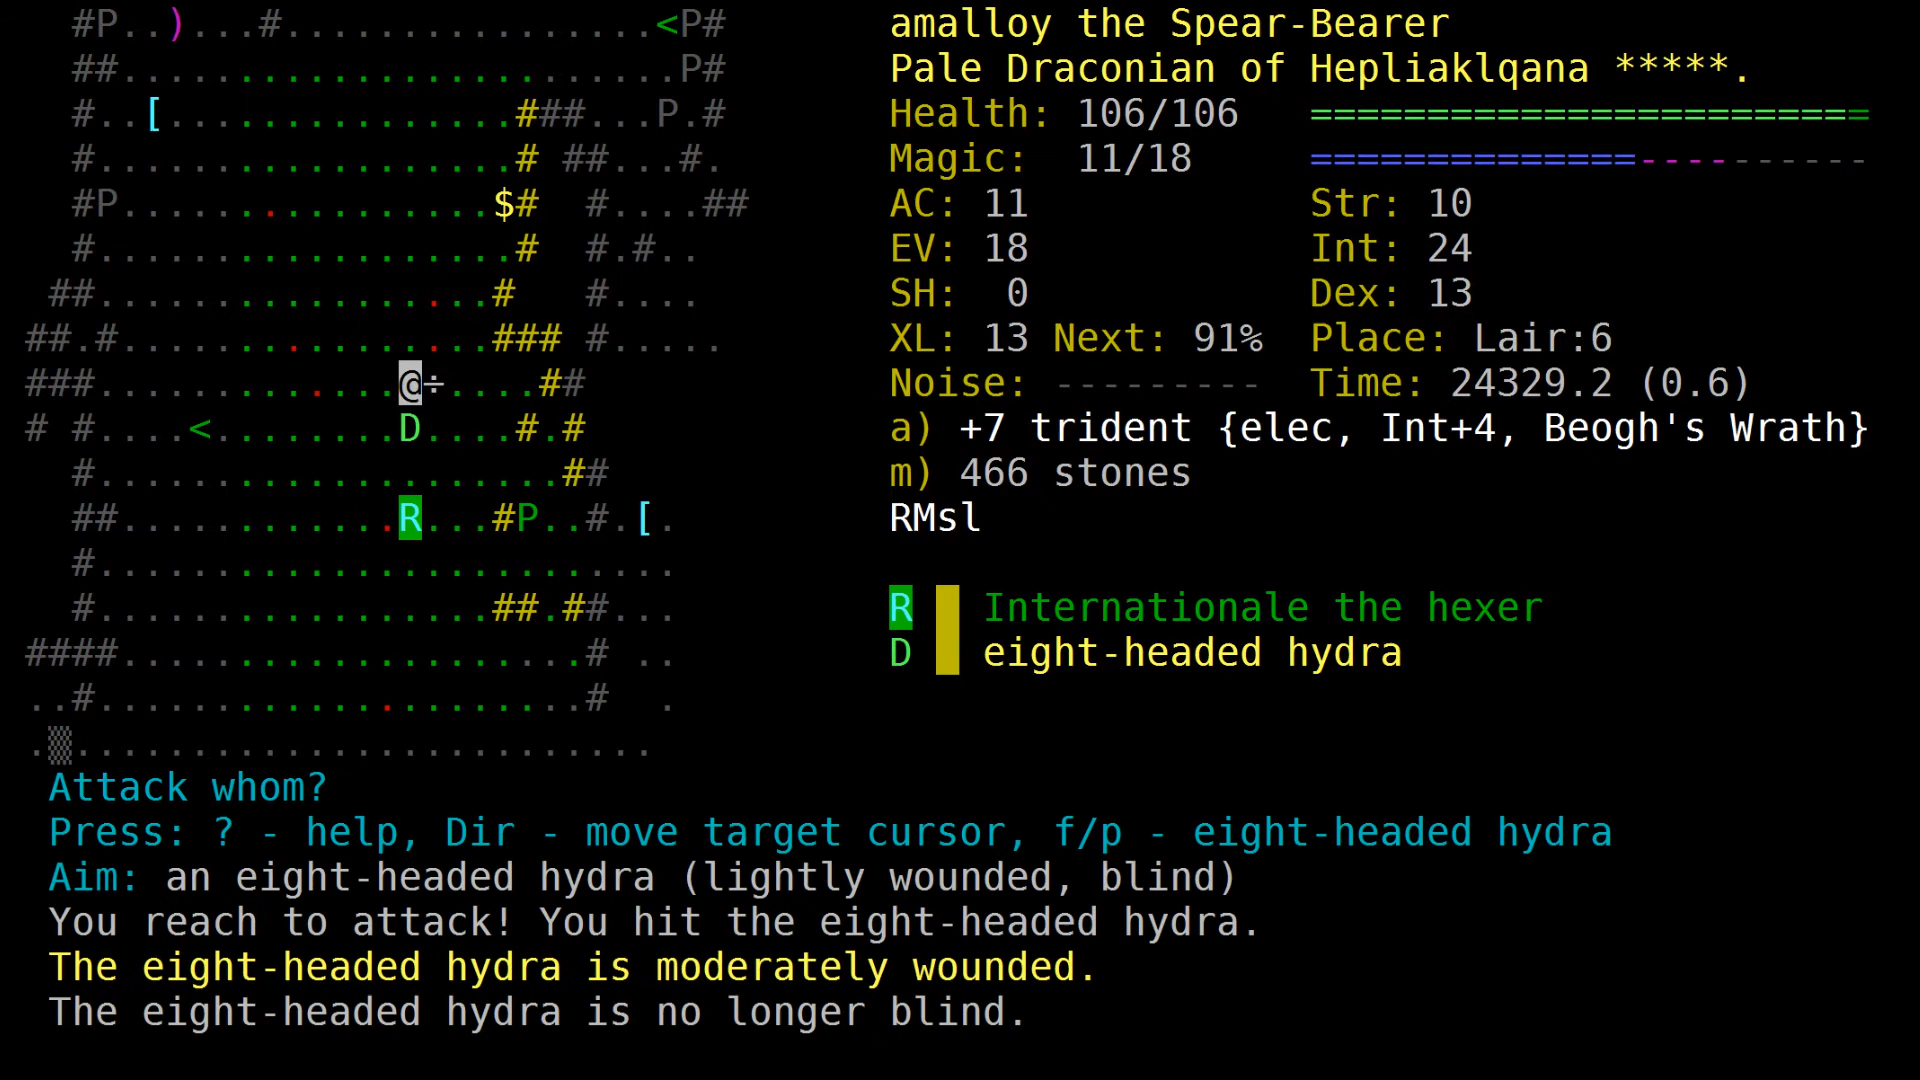 #P..)...#................<P# amalloy the Spear-Bearer
##........................P# Pale Draconian of Hepliaklqana *****.
#..[...............###...P.# Health: 106/106 ========================
#..................# ##...#. Magic: 11/18 ==============----------
#P................$# #....## AC: 11 Str: 10
#..................# #.#.. EV: 18 Int: 24
##.................# #.... SH: 0 Dex: 13
##.#................### #..... XL: 13 Next: 91% Place: Lair:6
###.............@÷....## Noise: --------- Time: 24329.2 (0.6)
# #....<........D....#.# a) +7 trident {elec, Int+4, Beogh's Wrath}
#....................## m) 466 stones
##............R...#P..#.[. RMsl
#.........................
#.................##.##... R Internationale the hexer
####....................# .. D eight-headed hydra
..#.....................# .
.▒.........................
Attack whom?
Press: ? - help, Dir - move target cursor, f/p - eight-headed hydra
Aim: an eight-headed hydra (lightly wounded, blind)
You reach to attack! You hit the eight-headed hydra.
The eight-headed hydra is moderately wounded.
The eight-headed hydra is no longer blind.